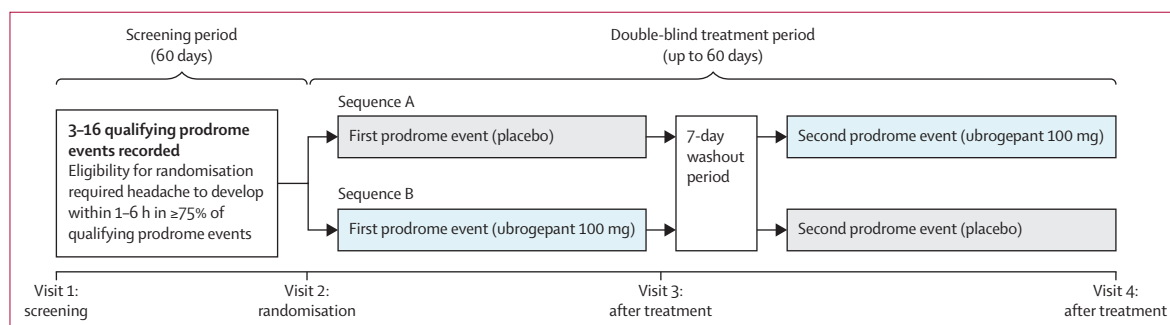 Screening period
(60 days)
Double-blind treatment period
(up to 60 days)
3–16 qualifying prodrome
events recorded
Eligibility for randomisation
required headache to develop
within 1–6 h in ≥75% of
qualifying prodrome events
Sequence A
First prodrome event (placebo)
Sequence B
First prodrome event (ubrogepant 100 mg)
7-day
washout
period
Second prodrome event (ubrogepant 100 mg)
Second prodrome event (placebo)
Visit 1:
screening
Visit 2:
randomisation
Visit 3:
after treatment
Visit 4:
after treatment